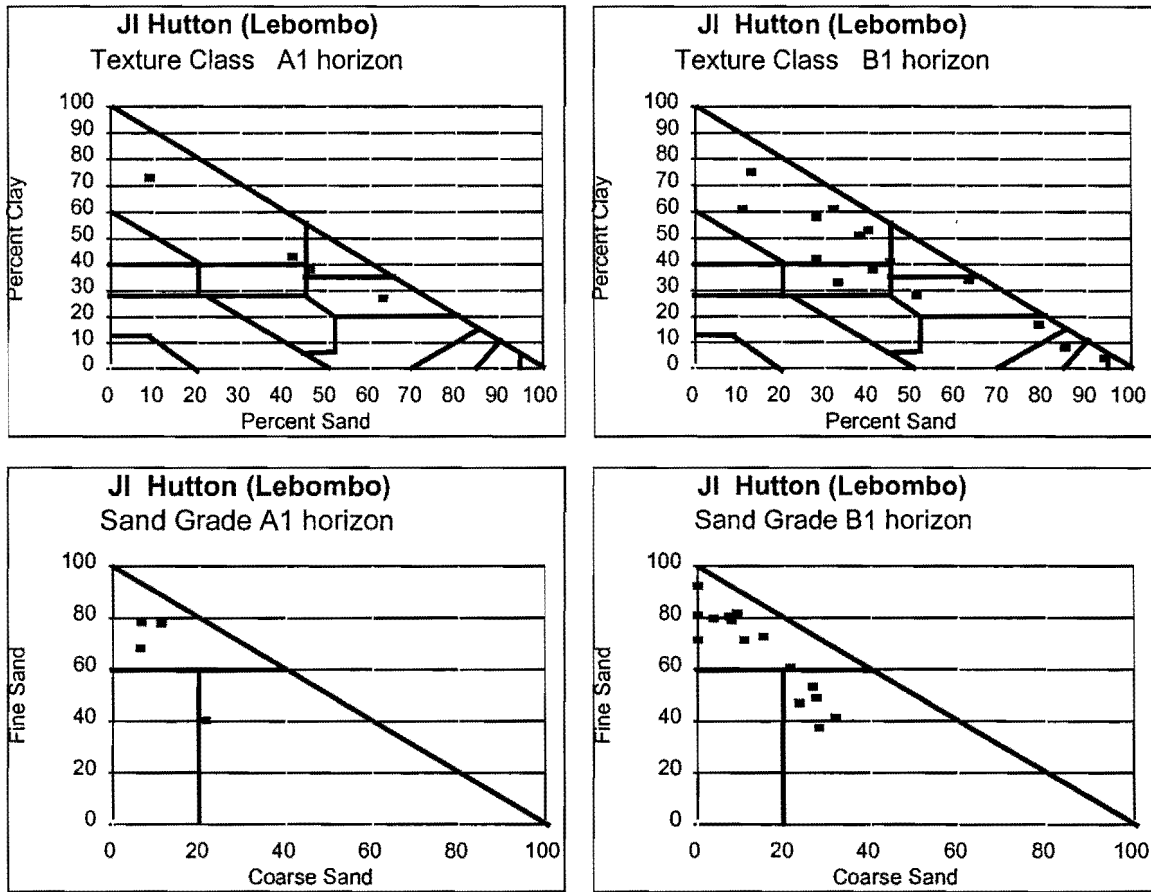 JI Hutton (Lebombo)
Texture Class A1 horizon
100
90
80
70
60
50
40
30
20
10
0
Percent Clay
0 10 20 30 40 50 60 70 80 90 100
Percent Sand
JI Hutton (Lebombo)
Texture Class B1 horizon
100
90
80
70
60
50
40
30
20
10
0
Percent Clay
0 10 20 30 40 50 60 70 80 90 100
Percent Sand
JI Hutton (Lebombo)
Sand Grade A1 horizon
100
80
60
40
20
0
Fine Sand
0 20 40 60 80 100
Coarse Sand
JI Hutton (Lebombo)
Sand Grade B1 horizon
100
80
60
40
20
0
Fine Sand
0 20 40 60 80 100
Coarse Sand